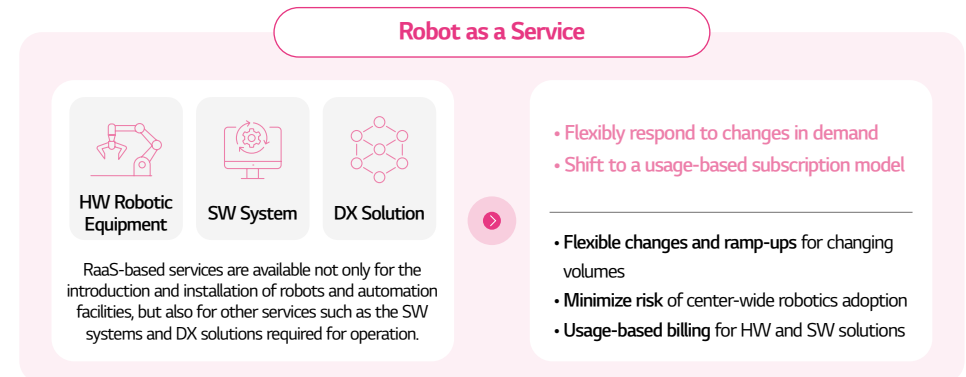 Robot as a Service
HW Robotic
Equipment
SW System
DX Solution
RaaS-based services are available not only for the
introduction and installation of robots and automation
facilities, but also for other services such as the SW
systems and DX solutions required for operation.
• Flexibly respond to changes in demand
• Shift to a usage-based subscription model
• Flexible changes and ramp-ups for changing
volumes
• Minimize risk of center-wide robotics adoption
• Usage-based billing for HW and SW solutions